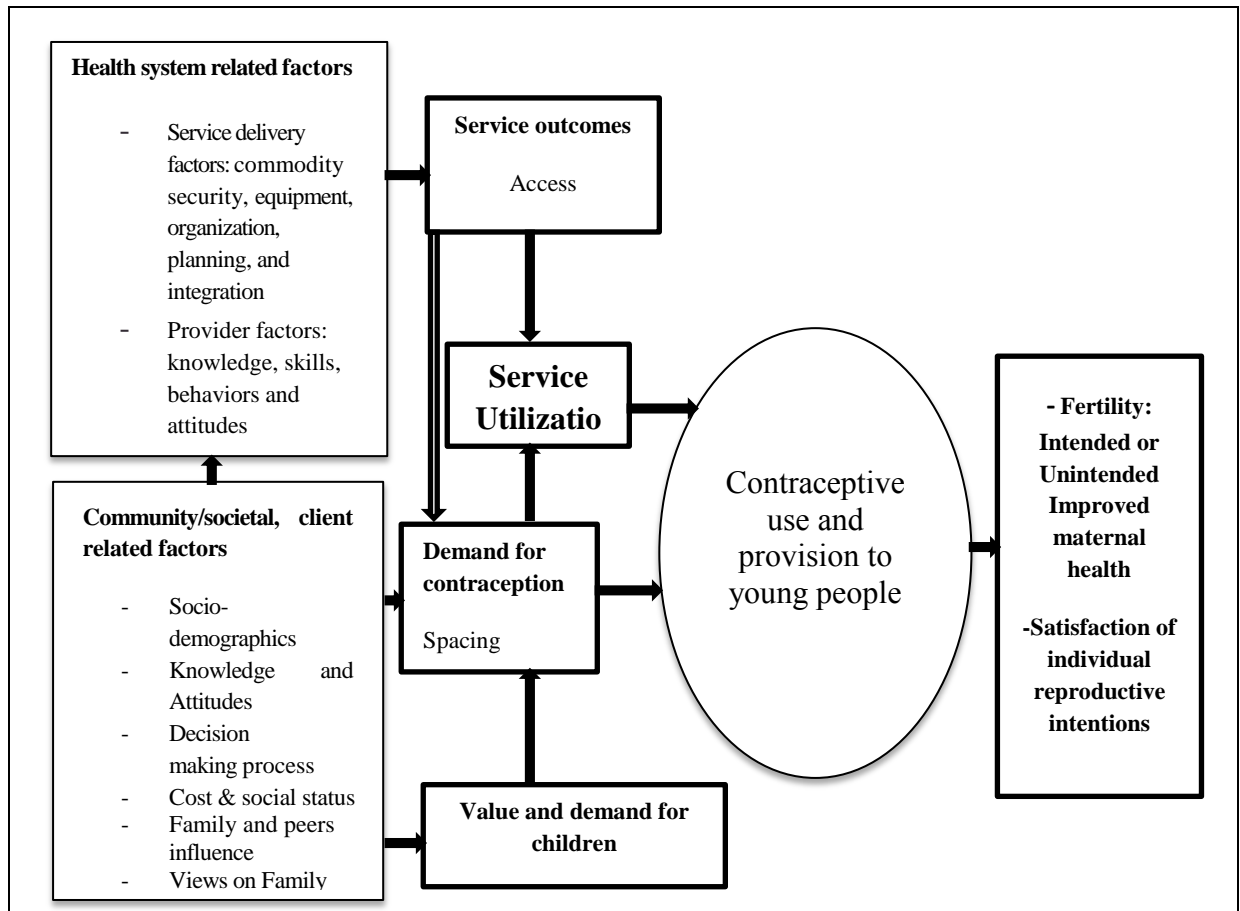 Health system related factors
- Service delivery
factors: commodity
security, equipment,
organization,
planning, and
integration
- Provider factors:
knowledge, skills,
behaviors and
attitudes
Service outcomes
Access
Service
Utilizatio
Community/societal, client
related factors
- Socio-
demographics
- Knowledge and
Attitudes
- Decision
making process
- Cost & social status
- Family and peers
influence
- Views on Family
Demand for
contraception
Spacing
Value and demand for
children
Contraceptive
use and
provision to
young people
- Fertility:
Intended or
Unintended
Improved
maternal
health
-Satisfaction of
individual
reproductive
intentions